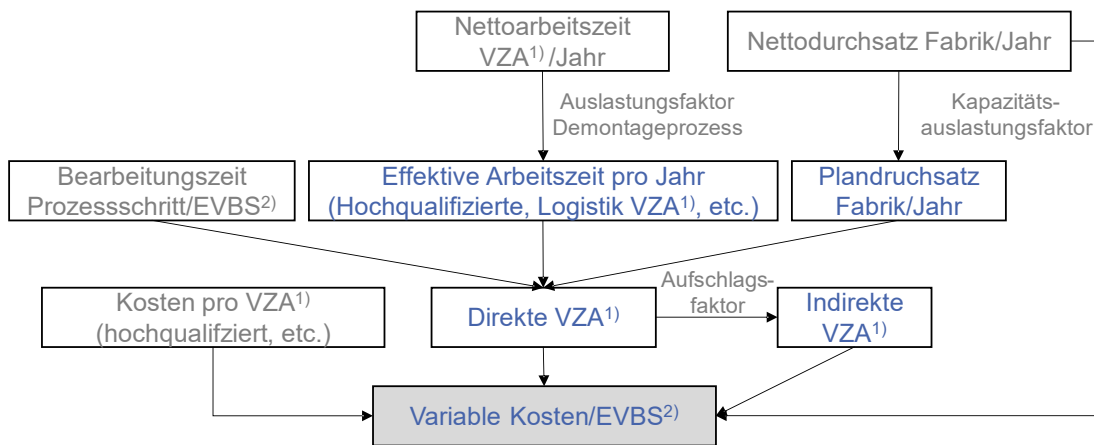 Nettoarbeitszeit
VZA¹⁾/Jahr
Nettodurchsatz Fabrik/Jahr
Auslastungsfaktor
Demontageprozess
Kapazitäts-
auslastungsfaktor
Bearbeitungszeit
Prozessschritt/EVBS²⁾
Effektive Arbeitszeit pro Jahr
(Hochqualifizierte, Logistik VZA¹⁾, etc.)
Plandruchsatz
Fabrik/Jahr
Kosten pro VZA¹⁾
(hochqualifziert, etc.)
Direkte VZA¹⁾
Aufschlags-
faktor
Indirekte
VZA¹⁾
Variable Kosten/EVBS²⁾